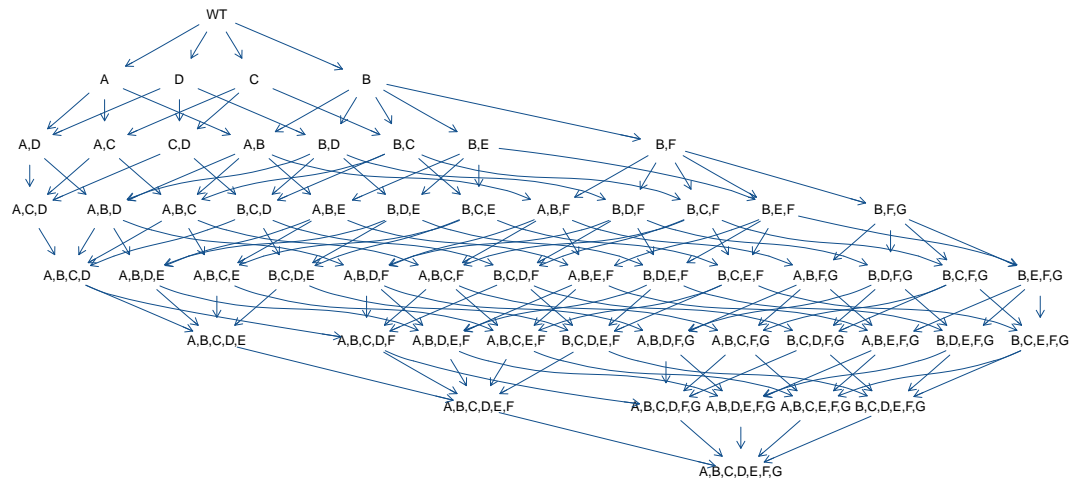 WT
A D C B
A,D A,C C,D A,B B,D B,C B,E B,F
A,C,D A,B,D A,B,C B,C,D A,B,E B,D,E B,C,E A,B,F B,D,F B,C,F B,E,F B,F,G
A,B,C,D A,B,D,E A,B,C,E B,C,D,E A,B,D,F A,B,C,F B,C,D,F A,B,E,F B,D,E,F B,C,E,F A,B,F,G B,D,F,G B,C,F,G B,E,F,G
A,B,C,D,E A,B,C,D,F A,B,D,E,F A,B,C,E,F B,C,D,E,F A,B,D,F,G A,B,C,F,G B,C,D,F,G A,B,E,F,G B,D,E,F,G B,C,E,F,G
A,B,C,D,E,F A,B,C,D,F,G A,B,D,E,F,G A,B,C,E,F,G B,C,D,E,F,G
A,B,C,D,E,F,G